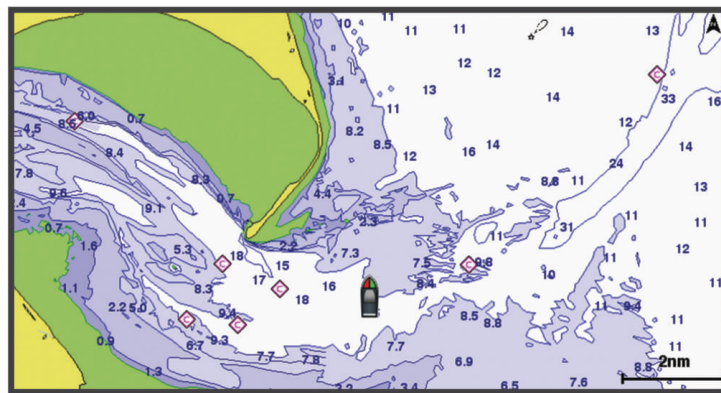 10 11 11 11 14 13
3.1 12 12 C
11 13 14 33 16
8.6 8.0 0.7 8.2 12
4.5 8.4 8.5 12 16 14 24 14
7.8 8.3 8.8 11 13
9.6 0.7 4.4
2.4 9.1 2.3 11 11
0.7 31
1.6 5.3 18 2.2 7.3 11 12
C 15 7.5 C 9.8 11
1.1 17 16 8.4 10 11
8.3 C 18
2.2 5.0 11 9.4
C 9.4 C 8.5 8.8 11
0.9 6.7 9.3 7.7 11
7.7 7.8 6.9 2nm
1.3 8.8
2.2 3.4 6.5 7.6